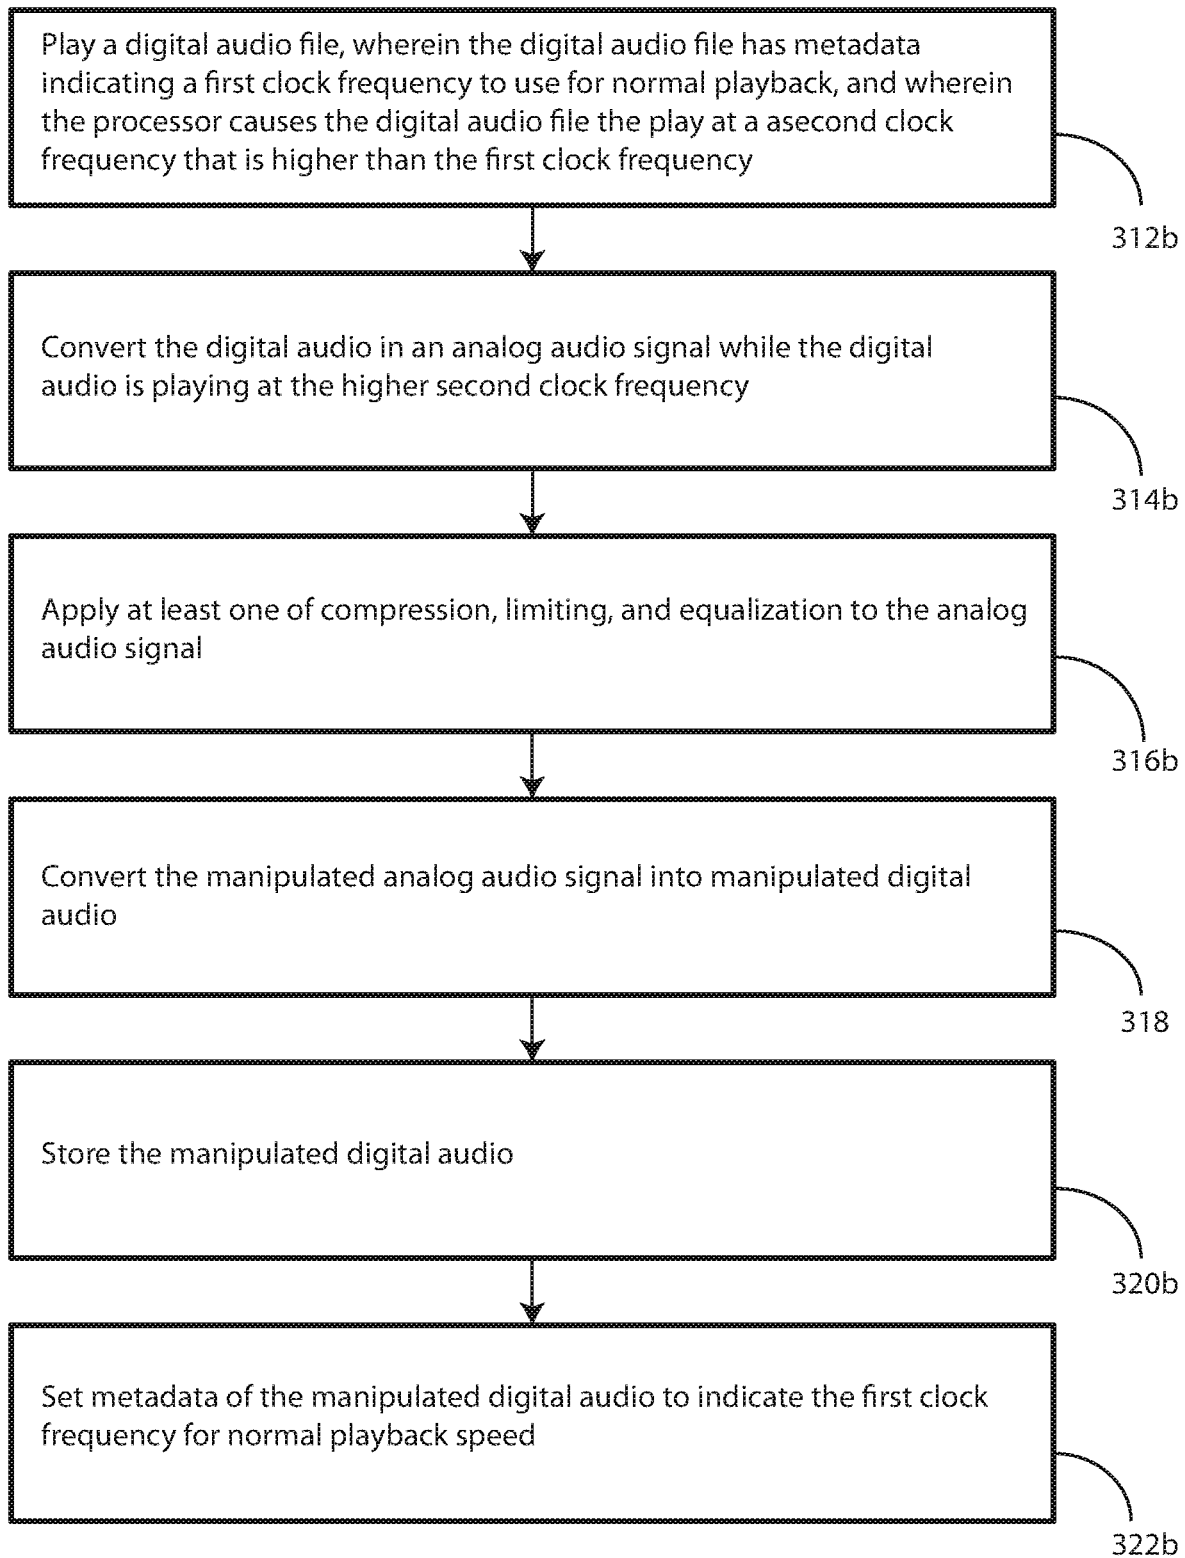 Play a digital audio file, wherein the digital audio file has metadata
indicating a first clock frequency to use for normal playback, and wherein
the processor causes the digital audio file the play at a asecond clock
frequency that is higher than the first clock frequency
312b
Convert the digital audio in an analog audio signal while the digital
audio is playing at the higher second clock frequency
314b
Apply at least one of compression, limiting, and equalization to the analog
audio signal
316b
Convert the manipulated analog audio signal into manipulated digital
audio
318
Store the manipulated digital audio
320b
Set metadata of the manipulated digital audio to indicate the first clock
frequency for normal playback speed
322b